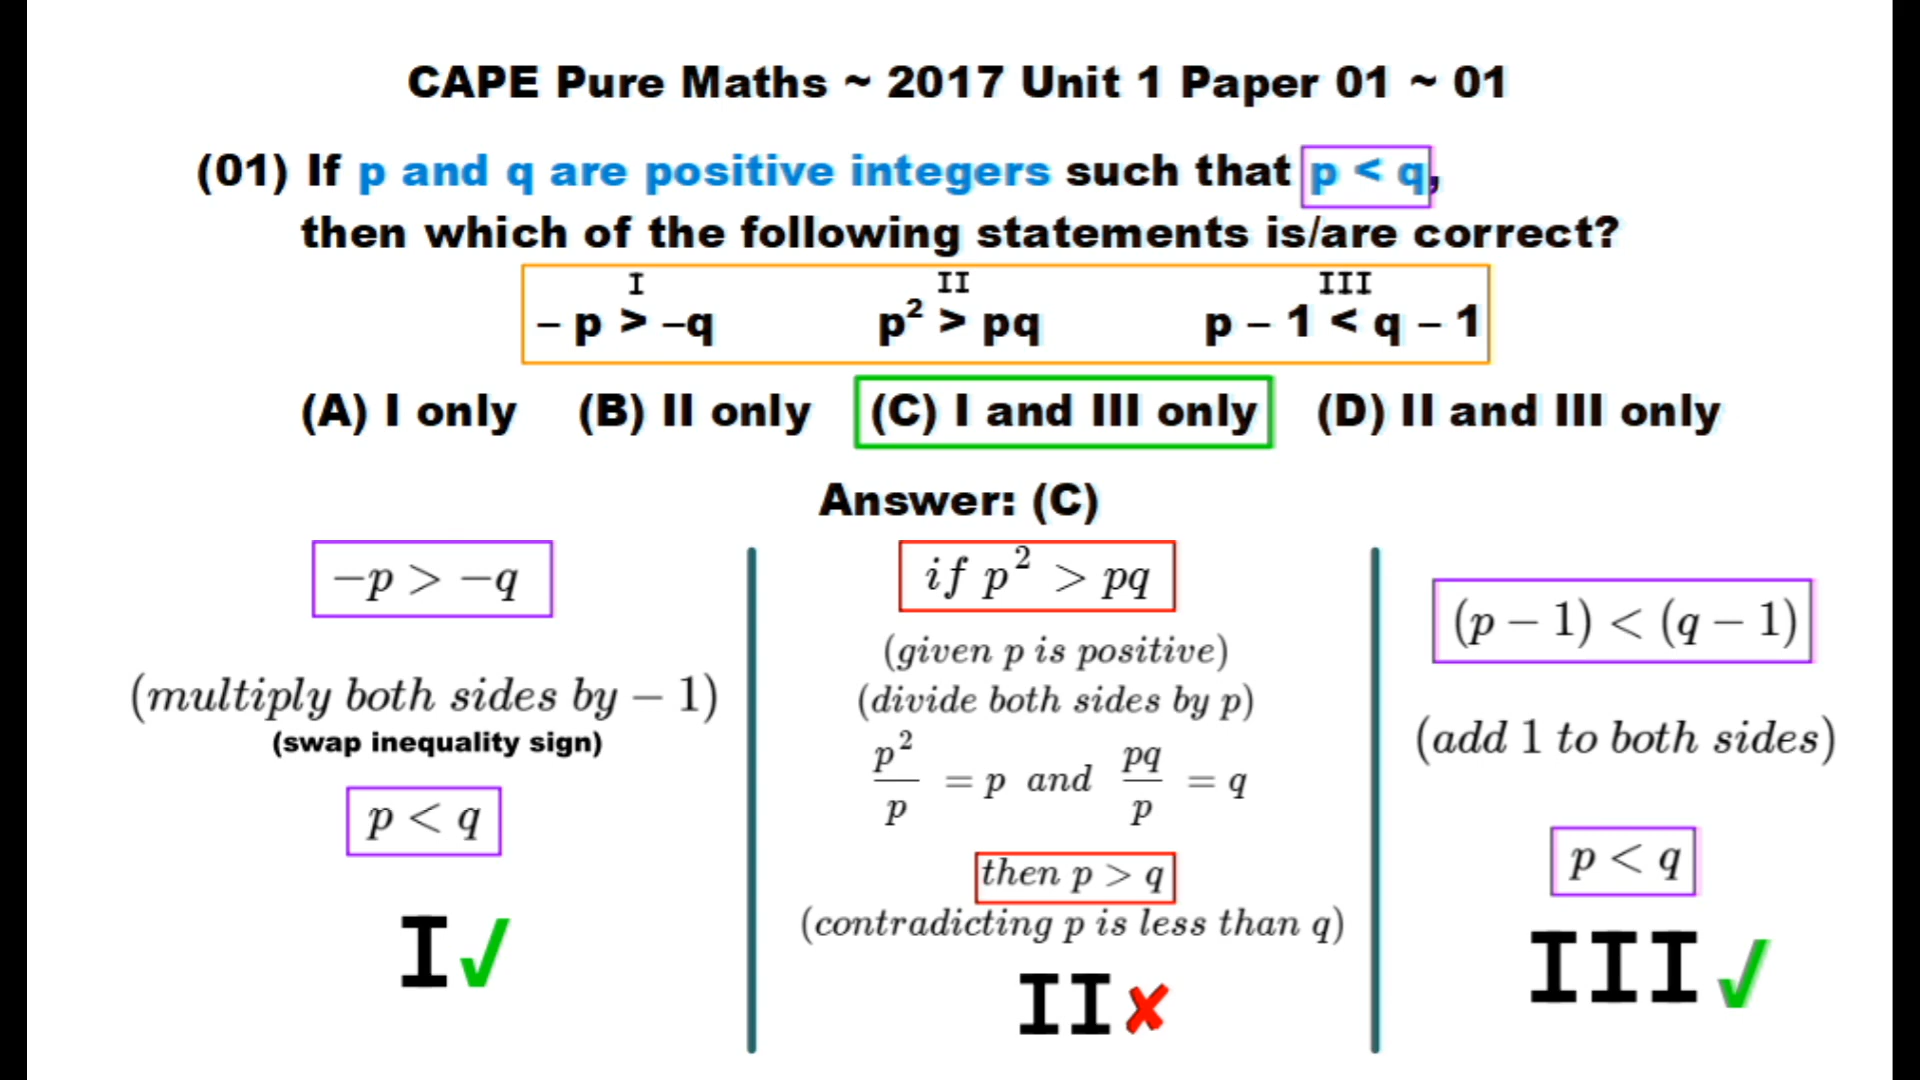 CAPE Pure Maths ~ 2017 Unit 1 Paper 01 ~ 01
(01) If p and q are positive integers such that p < q,
then which of the following statements is/are correct?
I II III
– p > –q p² > pq p – 1 < q – 1
(A) I only (B) II only (C) I and III only (D) II and III only
Answer: (C)
−p > −q
(multiply both sides by − 1)
(swap inequality sign)
p < q
I✓
if p² > pq
(given p is positive)
(divide both sides by p)
p²/p = p and pq/p = q
then p > q
(contradicting p is less than q)
II✘
(p − 1) < (q − 1)
(add 1 to both sides)
p < q
III✓